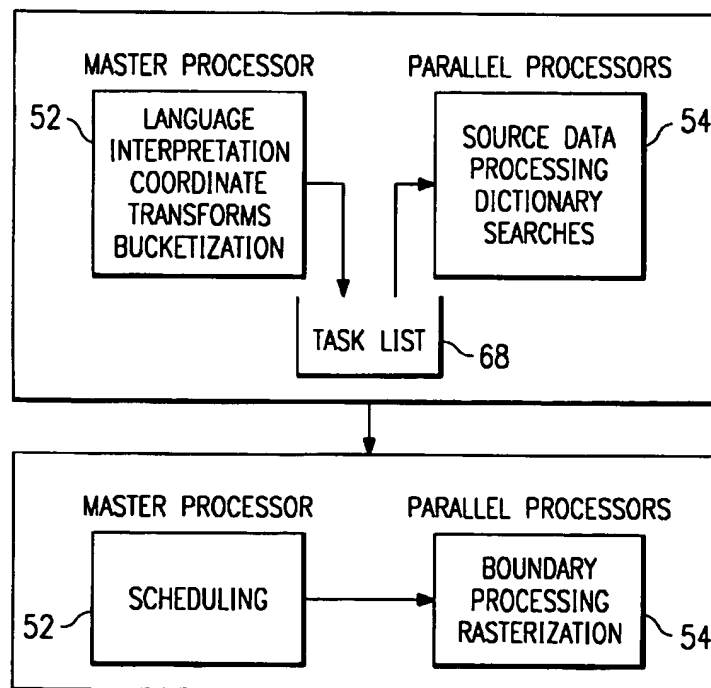 MASTER PROCESSOR
PARALLEL PROCESSORS
52
LANGUAGE
INTERPRETATION
COORDINATE
TRANSFORMS
BUCKETIZATION
SOURCE DATA
PROCESSING
DICTIONARY
SEARCHES
54
TASK LIST
68
MASTER PROCESSOR
PARALLEL PROCESSORS
SCHEDULING
52
BOUNDARY
PROCESSING
RASTERIZATION
54